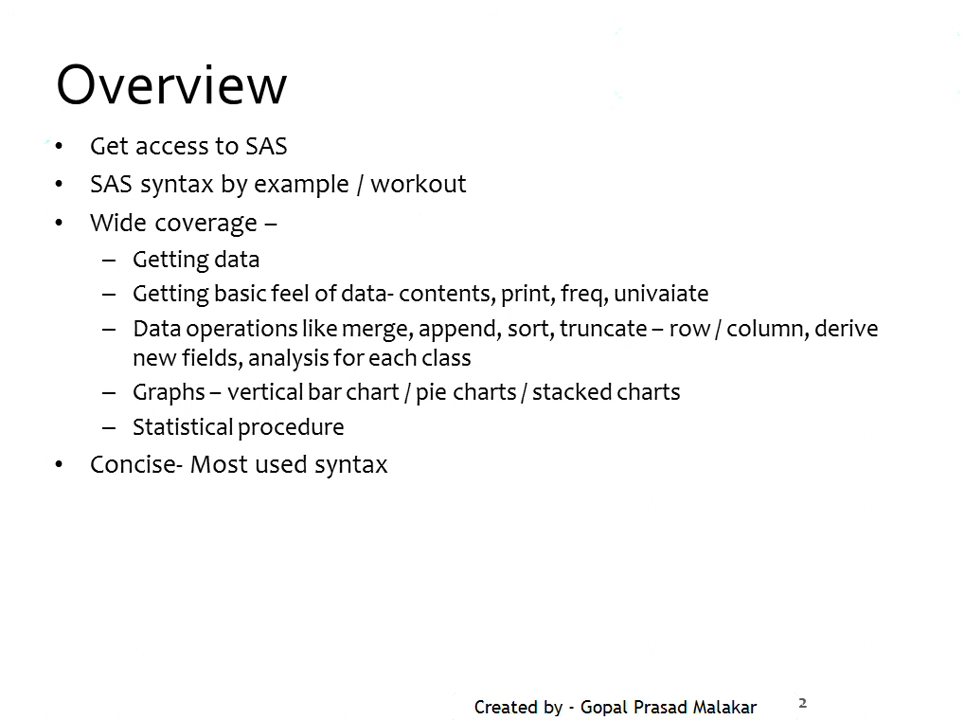 Overview
• Get access to SAS
• SAS syntax by example / workout
• Wide coverage –
– Getting data
– Getting basic feel of data- contents, print, freq, univaiate
– Data operations like merge, append, sort, truncate – row / column, derive
new fields, analysis for each class
– Graphs – vertical bar chart / pie charts / stacked charts
– Statistical procedure
• Concise- Most used syntax
Created by - Gopal Prasad Malakar 2